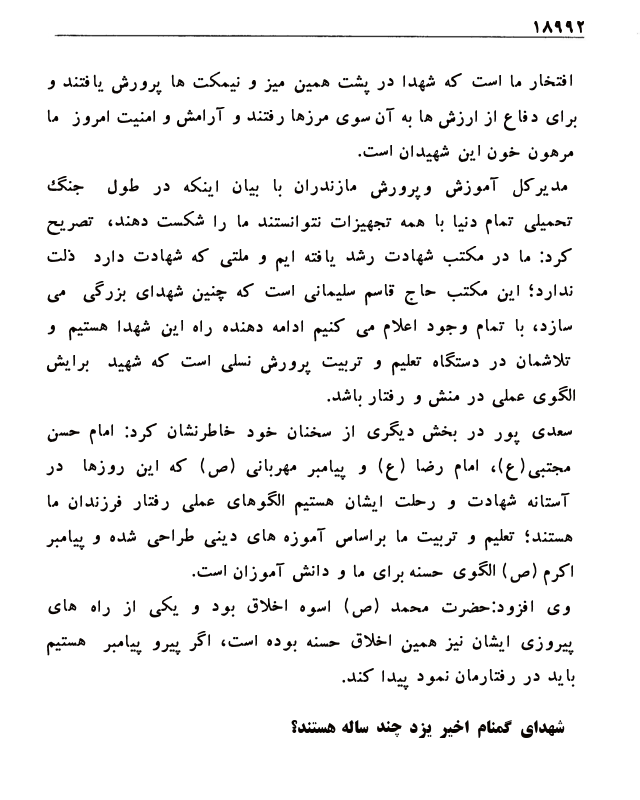 ۱۸۹۹۲
افتخار ما است که شهدا در پشت همین میز و نیمکت ها پرورش یافتند و
برای دفاع از ارزش ها به آن سوی مرزها رفتند و آرامش و امنیت امروز ما
مرهون خون این شهیدان است.
مدیرکل آموزش وپرورش مازندران با بیان اینکه در طول جنگ
تحمیلی تمام دنیا با همه تجهیزات نتوانستند ما را شکست دهند، تصریح
کرد: ما در مکتب شهادت رشد یافته ایم و ملتی که شهادت دارد ذلت
ندارد؛ این مکتب حاج قاسم سلیمانی است که چنین شهدای بزرگی می
سازد، با تمام وجود اعلام می کنیم ادامه دهنده راه این شهدا هستیم و
تلاشمان در دستگاه تعلیم و تربیت پرورش نسلی است که شهید برایش
الگوی عملی در منش و رفتار باشد.
سعدی پور در بخش دیگری از سخنان خود خاطرنشان کرد: امام حسن
مجتبی(ع)، امام رضا (ع) و پیامبر مهربانی (ص) که این روزها در
آستانه شهادت و رحلت ایشان هستیم الگوهای عملی رفتار فرزندان ما
هستند؛ تعلیم و تربیت ما براساس آموزه های دینی طراحی شده و پیامبر
اکرم (ص) الگوی حسنه برای ما و دانش آموزان است.
وی افزود:حضرت محمد (ص) اسوه اخلاق بود و یکی از راه های
پیروزی ایشان نیز همین اخلاق حسنه بوده است، اگر پیرو پیامبر هستیم
باید در رفتارمان نمود پیدا کند.
شهدای گمنام اخیر یزد چند ساله هستند؟